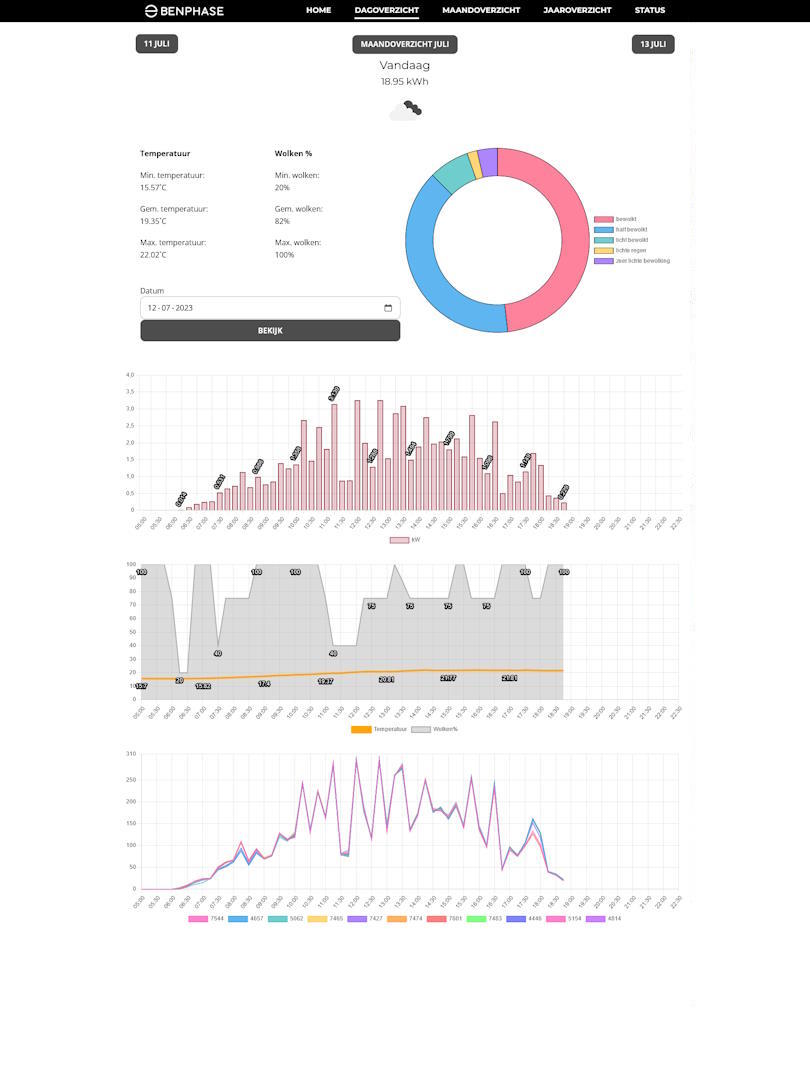 BENPHASE
HOME DAGOVERZICHT MAANDOVERZICHT JAAROVERZICHT STATUS
11 JULI MAANDOVERZICHT JULI 13 JULI
Vandaag
18.95 kWh
Temperatuur Wolken %
Min. temperatuur: Min. wolken:
15.57°C 20%
Gem. temperatuur: Gem. wolken:
19.35°C 82%
Max. temperatuur: Max. wolken:
22.02°C 100%
bewolkt
half bewolkt
licht bewolkt
lichte regen
zeer lichte bewolking
Datum
12 - 07 - 2023
BEKIJK
4,0
3,5
3,0
2,5
2,0
1,5
1,0
0,5
0
05:00 05:30 06:00 06:30 07:00 07:30 08:00 08:30 09:00 09:30 10:00 10:30 11:00 11:30 12:00 12:30 13:00 13:30 14:00 14:30 15:00 15:30 16:00 16:30 17:00 17:30 18:00 18:30 19:00 19:30 20:00 20:30 21:00 21:30 22:00 22:30
kW
100
90
80
70
60
50
40
30
20
10
0
100 100 100 100 100
75 75 75 75
40 40
20
15.7 15.82 17.4 19.37 20.81 21.77 21.81
05:00 05:30 06:00 06:30 07:00 07:30 08:00 08:30 09:00 09:30 10:00 10:30 11:00 11:30 12:00 12:30 13:00 13:30 14:00 14:30 15:00 15:30 16:00 16:30 17:00 17:30 18:00 18:30 19:00 19:30 20:00 20:30 21:00 21:30 22:00 22:30
Temperatuur Wolken%
310
250
200
150
100
50
0
05:00 05:30 06:00 06:30 07:00 07:30 08:00 08:30 09:00 09:30 10:00 10:30 11:00 11:30 12:00 12:30 13:00 13:30 14:00 14:30 15:00 15:30 16:00 16:30 17:00 17:30 18:00 18:30 19:00 19:30 20:00 20:30 21:00 21:30 22:00 22:30
7544 4657 5062 7465 7427 7474 7601 7483 4446 5154 4814